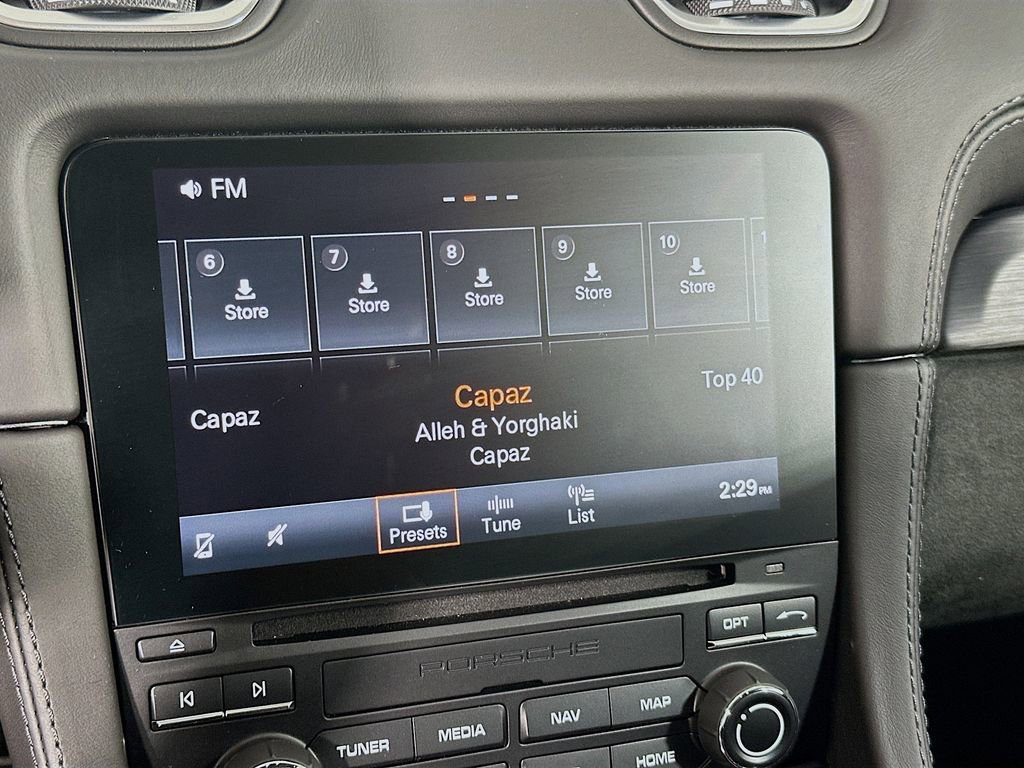 FM
6 7 8 9 10
Store Store Store Store Store
Top 40
Capaz Capaz
Alleh & Yorghaki
Capaz
2:29 PM
Presets Tune List
OPT
PORSCHE
TUNER MEDIA NAV MAP
HOME